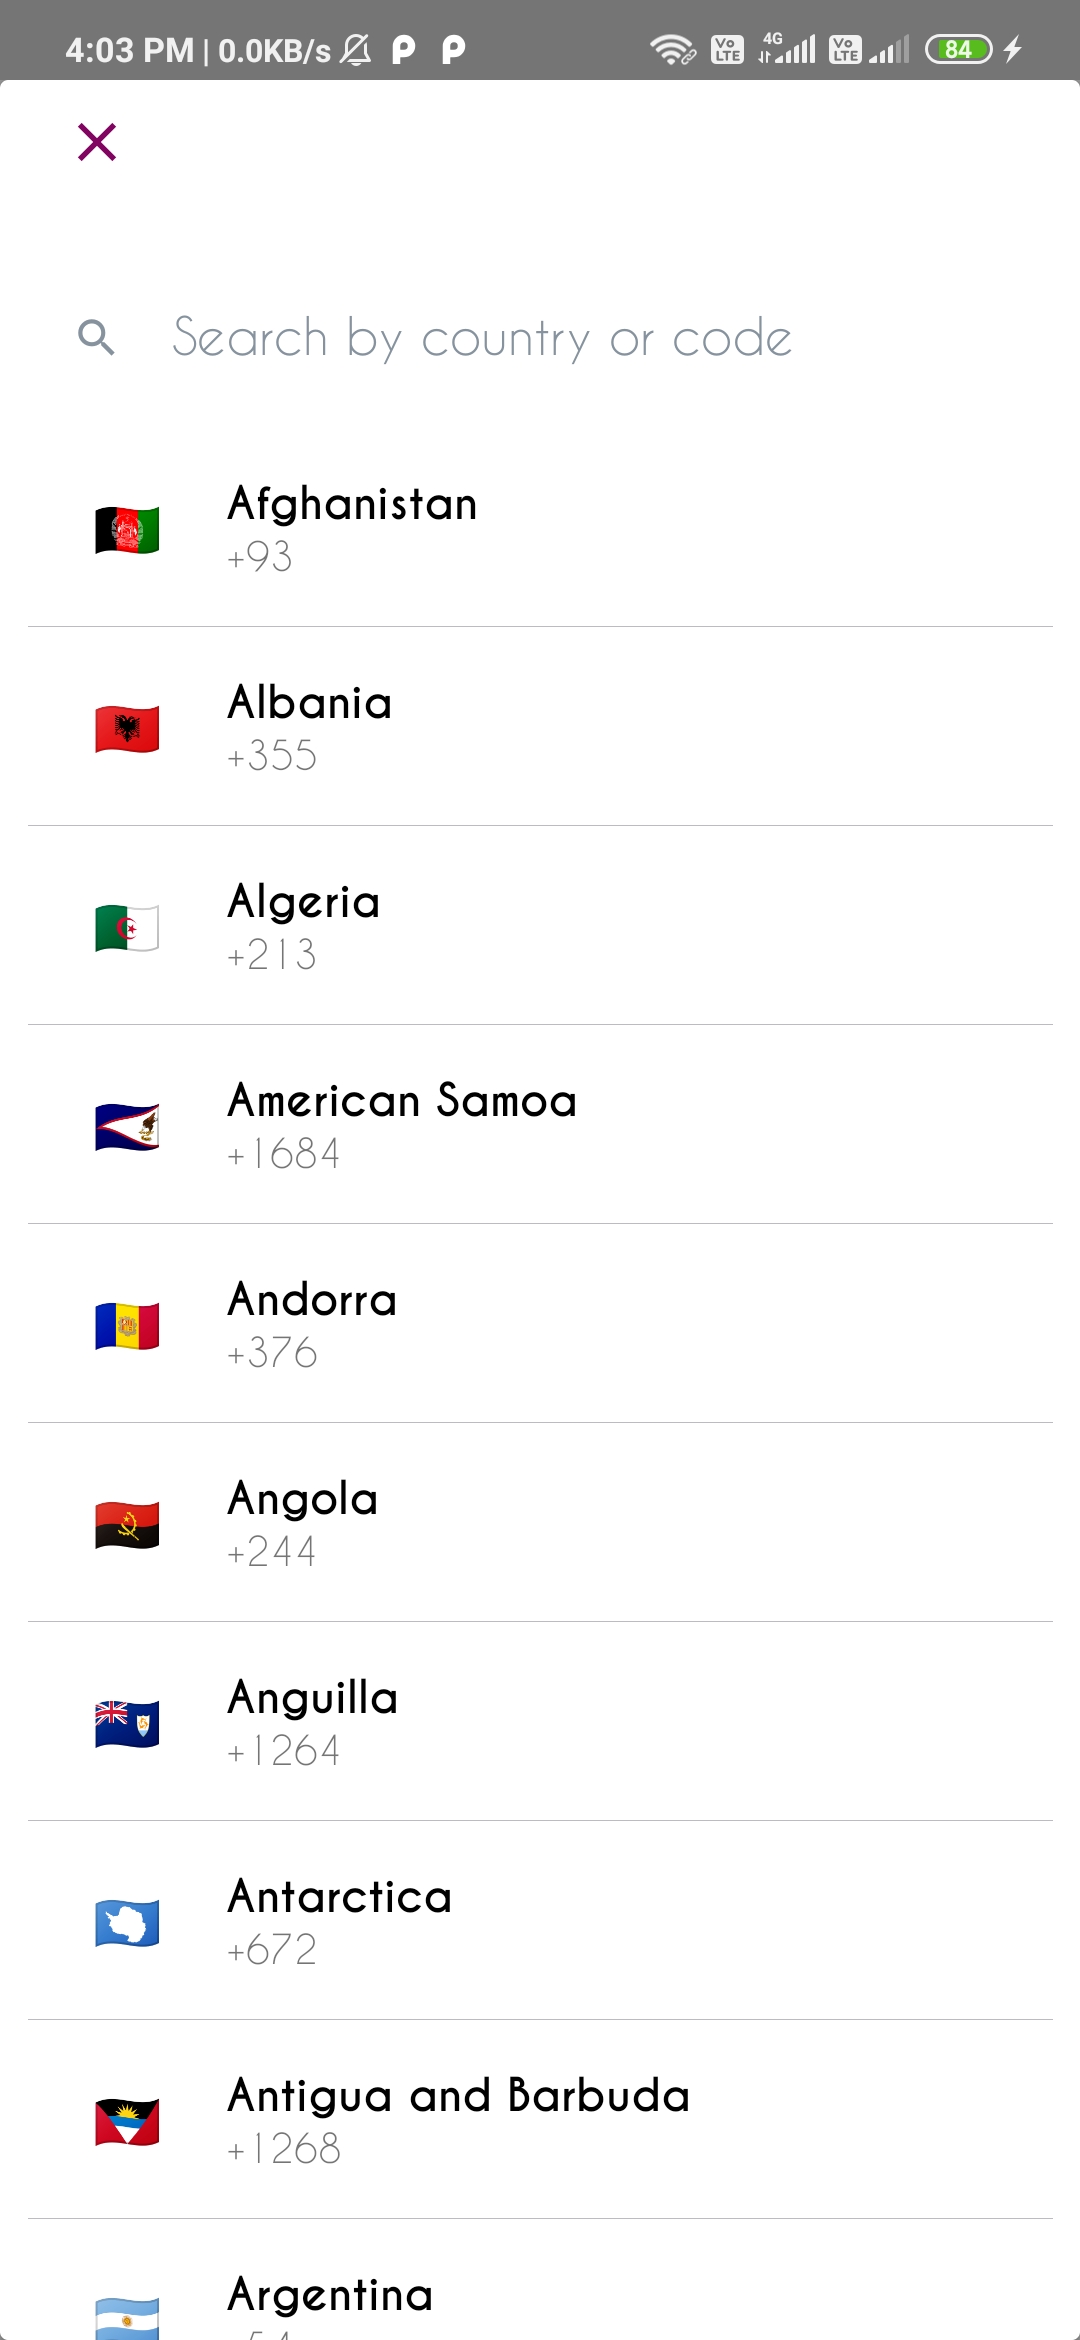 4:03 PM | 0.0KB/s
Vo LTE 4G Vo LTE 84
Search by country or code
Afghanistan
+93
Albania
+355
Algeria
+213
American Samoa
+1684
Andorra
+376
Angola
+244
Anguilla
+1264
Antarctica
+672
Antigua and Barbuda
+1268
Argentina